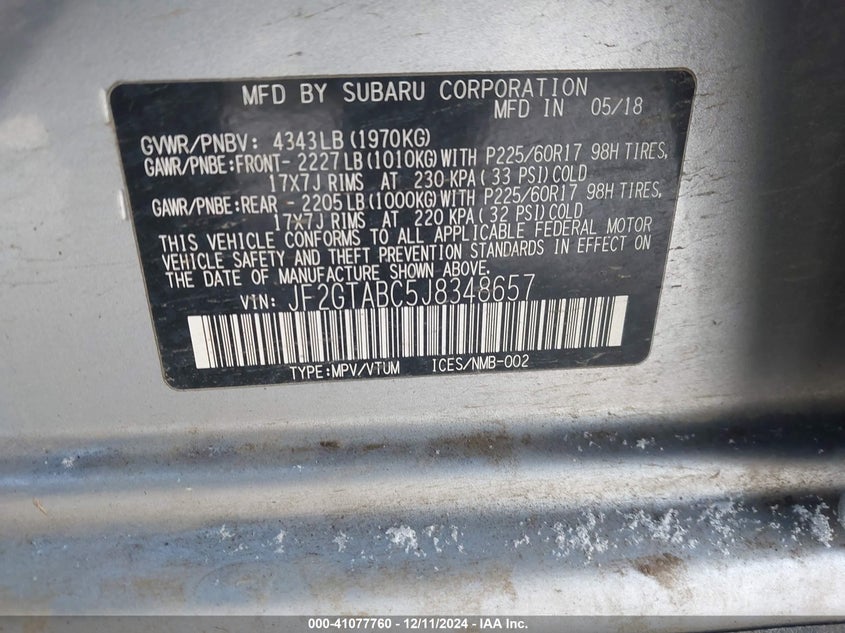 MFD BY SUBARU CORPORATION
MFD IN 05/18
GVWR/PNBV: 4343LB(1970KG)
GAWR/PNBE:FRONT- 2227LB(1010KG)WITH P225/60R17 98H TIRES,
17X7J RIMS AT 230 KPA(33 PSI)COLD
GAWR/PNBE:REAR - 2205LB(1000KG)WITH P225/60R17 98H TIRES,
17X7J RIMS AT 220 KPA(32 PSI)COLD
THIS VEHICLE CONFORMS TO ALL APPLICABLE FEDERAL MOTOR
VEHICLE SAFETY AND THEFT PREVENTION STANDARDS IN EFFECT ON
THE DATE OF MANUFACTURE SHOWN ABOVE.
VIN: JF2GTABC5J8348657
TYPE:MPV/VTUM ICES/NMB-002
000-41077760 - 12/11/2024 - IAA Inc.